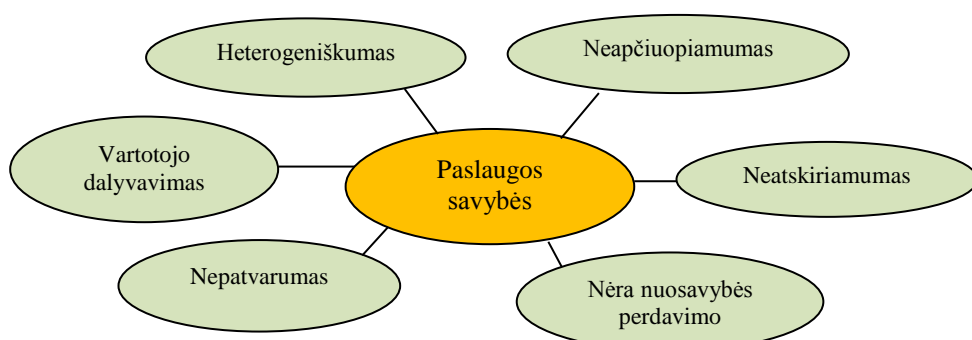 Heterogeniškumas
Neapčiuopiamumas
Vartotojo
dalyvavimas
Paslaugos
savybės
Neatskiriamumas
Nepatvarumas
Nėra nuosavybės
perdavimo